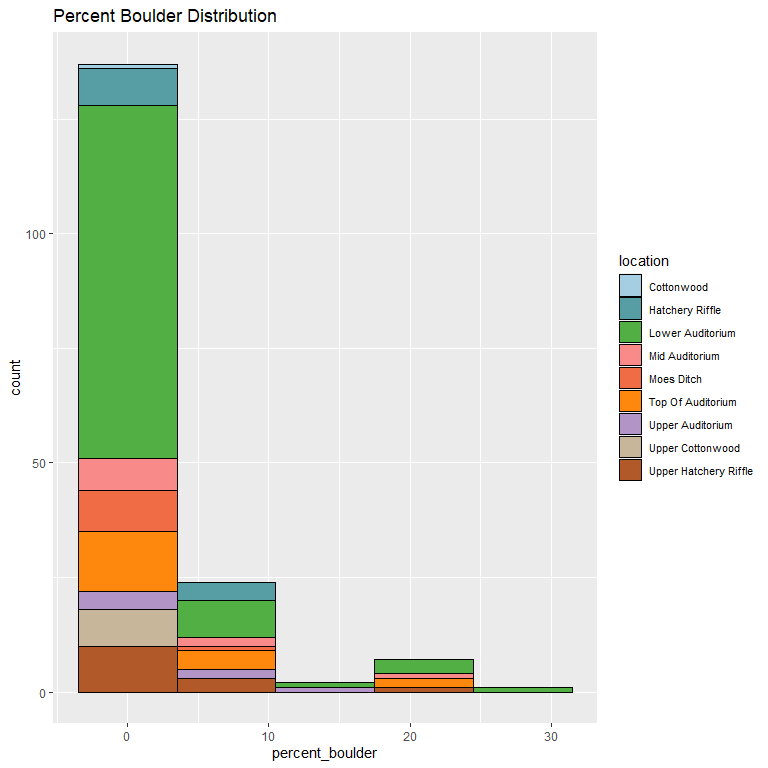 Percent Boulder Distribution
100
50
0
count
0 10 20 30
percent_boulder
location
Cottonwood
Hatchery Riffle
Lower Auditorium
Mid Auditorium
Moes Ditch
Top Of Auditorium
Upper Auditorium
Upper Cottonwood
Upper Hatchery Riffle